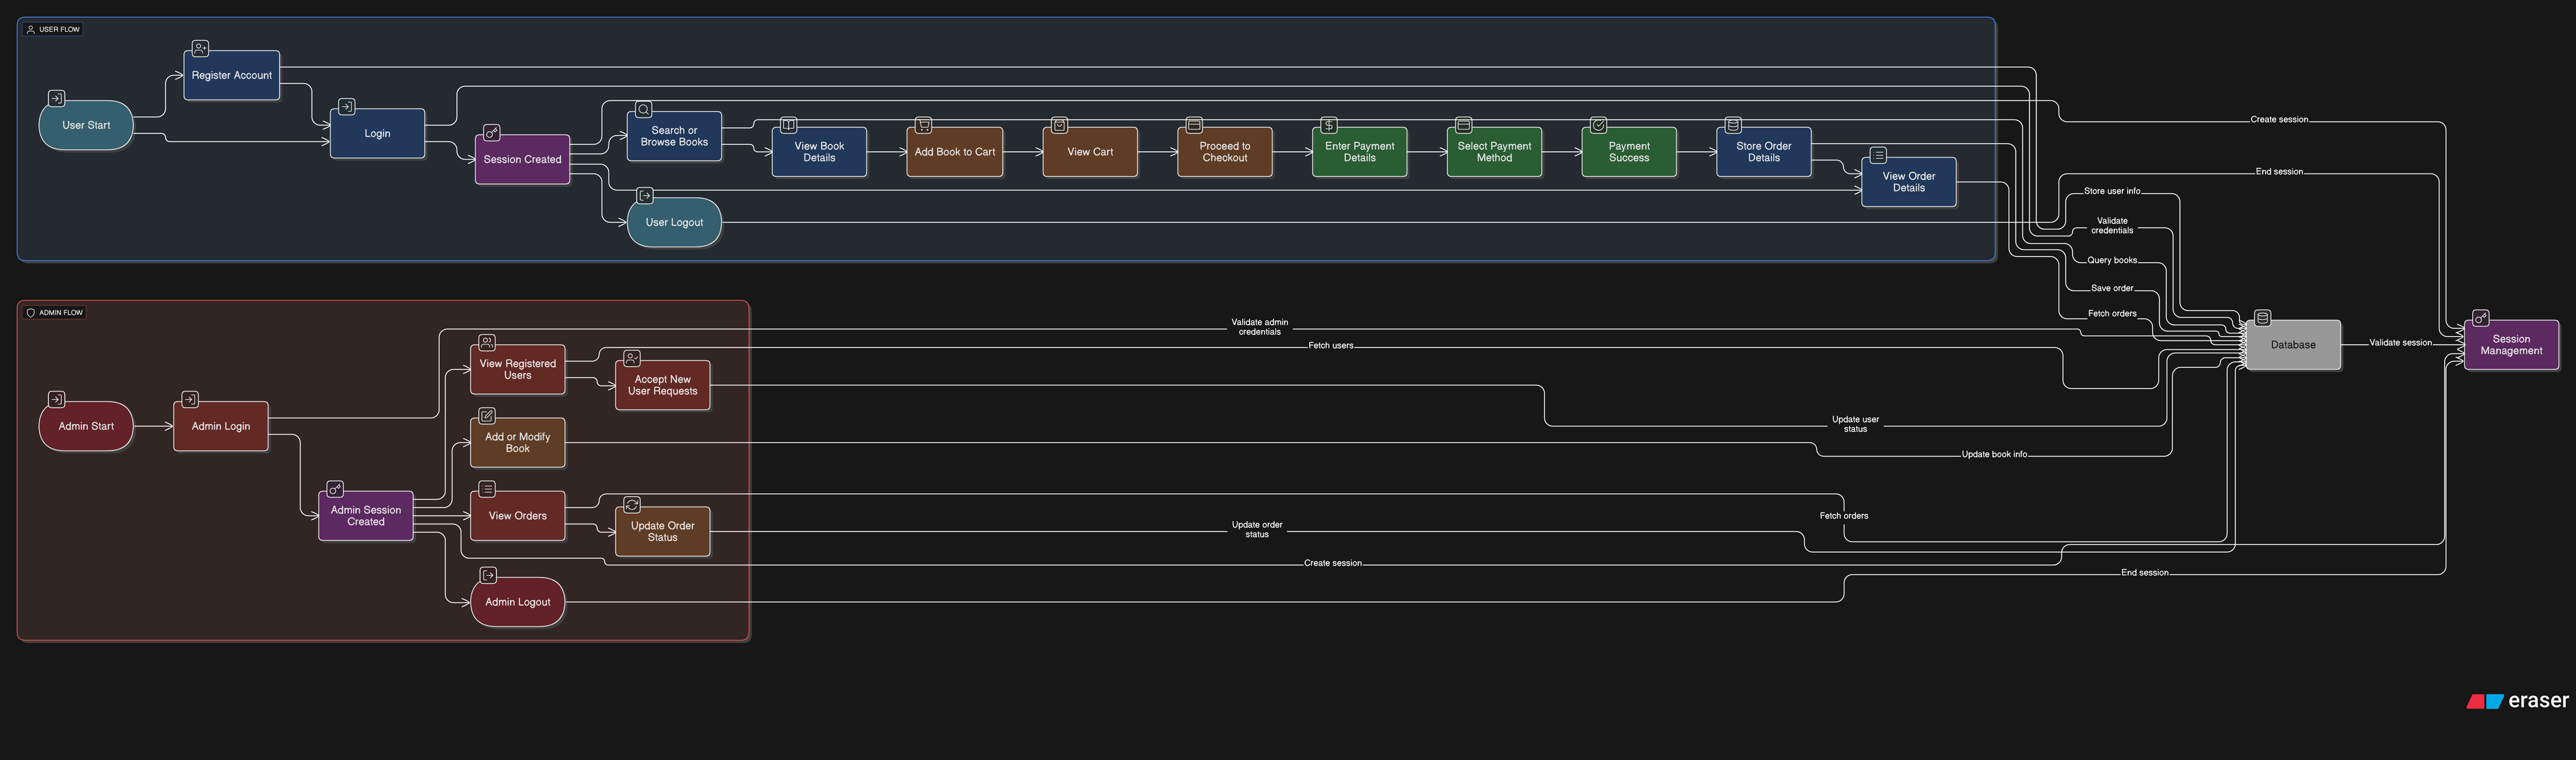 USER FLOW
Register Account
User Start
Login
Session Created
Search or
Browse Books
View Book
Details
Add Book to Cart
View Cart
Proceed to
Checkout
Enter Payment
Details
Select Payment
Method
Payment
Success
Store Order
Details
View Order
Details
User Logout
Create session
End session
Store user info
Validate
credentials
Query books
Save order
Fetch orders
Database
Validate session
Session
Management
ADMIN FLOW
Validate admin
credentials
Fetch users
View Registered
Users
Accept New
User Requests
Admin Start
Admin Login
Add or Modify
Book
Update user
status
Update book info
Admin Session
Created
View Orders
Update Order
Status
Fetch orders
Update order
status
Create session
End session
Admin Logout
eraser